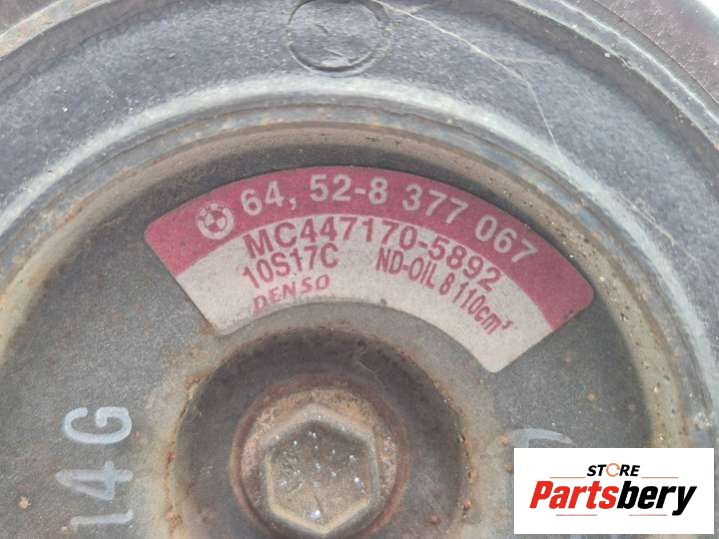 64, 52-8 377 067
MC447170-5892
10S17C ND-OIL 8 110cm³
DENSO
14G
STORE
Partsbery